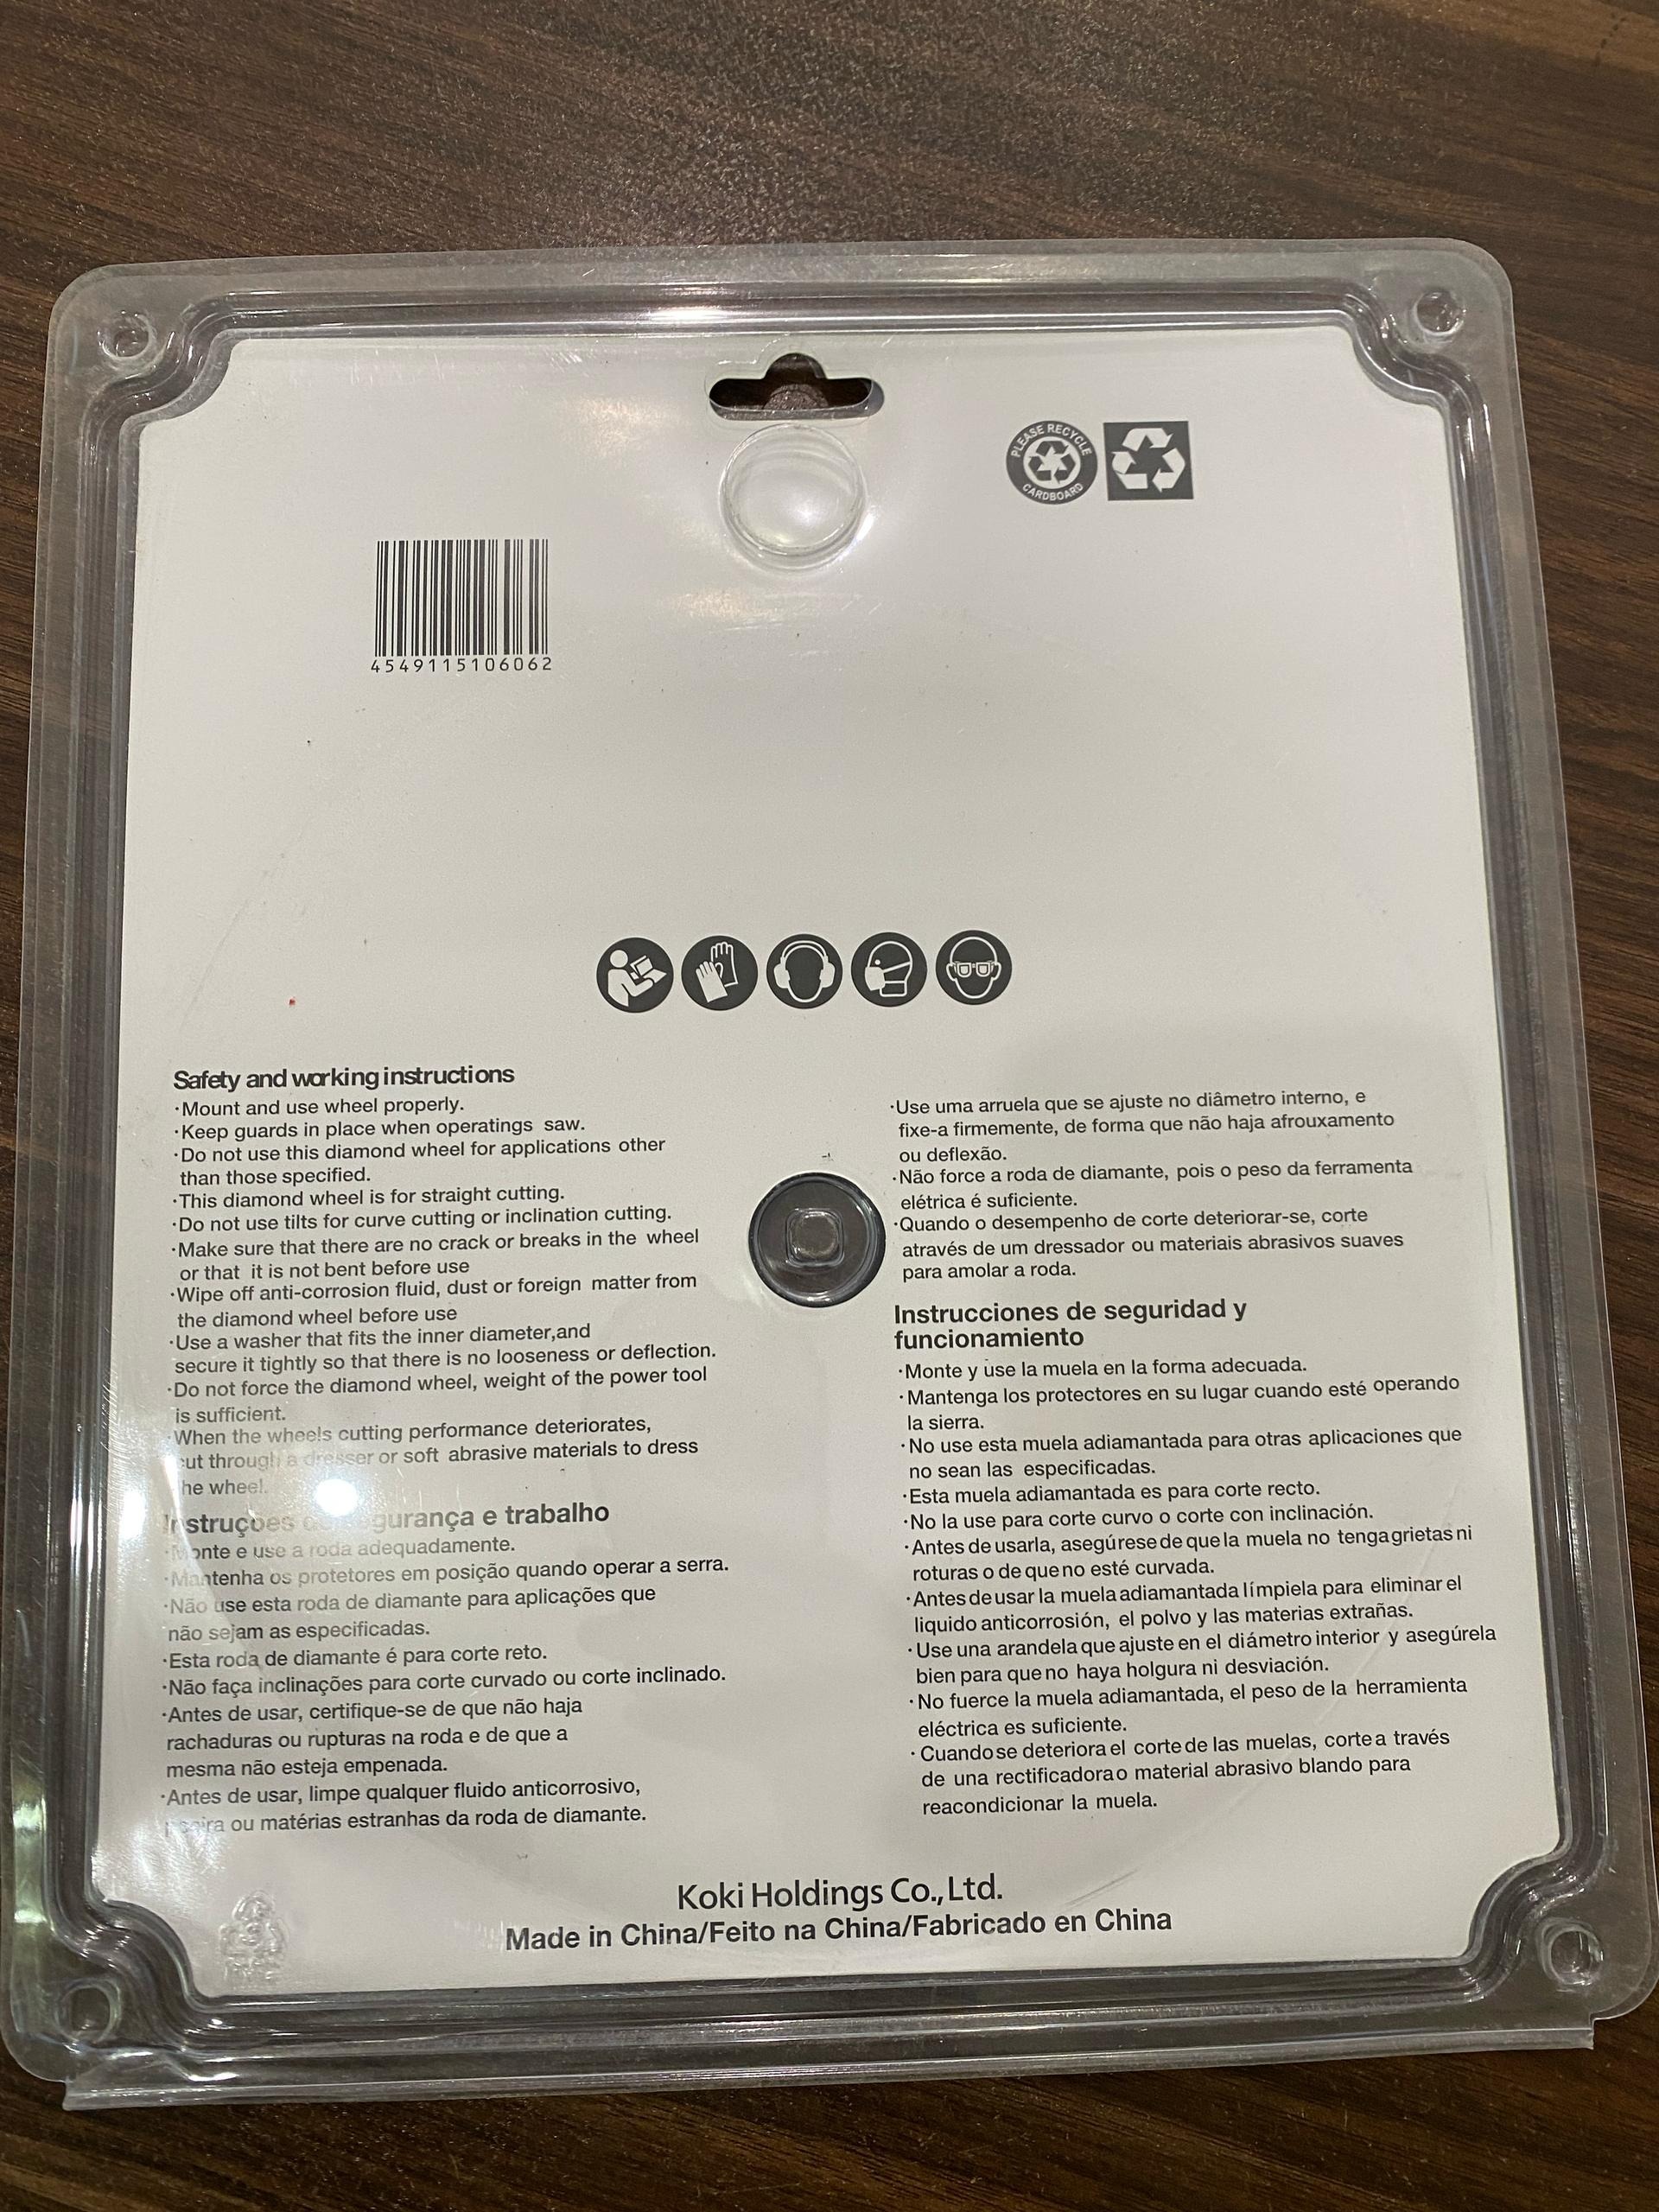 PLEASE RECYCLE
CARDBOARD
4549115106062
Safety and working instructions
·Mount and use wheel properly.
·Keep guards in place when operatings saw.
·Do not use this diamond wheel for applications other
than those specified.
·This diamond wheel is for straight cutting.
·Do not use tilts for curve cutting or inclination cutting.
·Make sure that there are no crack or breaks in the wheel
or that it is not bent before use
·Wipe off anti-corrosion fluid, dust or foreign matter from
the diamond wheel before use
·Use a washer that fits the inner diameter,and
secure it tightly so that there is no looseness or deflection.
·Do not force the diamond wheel, weight of the power tool
is sufficient.
·When the wheels cutting performance deteriorates,
cut through a dresser or soft abrasive materials to dress
the wheel.
Instruções e trabalho
·Monte e use a roda adequadamente.
·Mantenha os protetores em posição quando operar a serra.
·Não use esta roda de diamante para aplicações que
não sejam as especificadas.
·Esta roda de diamante é para corte reto.
·Não faça inclinações para corte curvado ou corte inclinado.
·Antes de usar, certifique-se de que não haja
rachaduras ou rupturas na roda e de que a
mesma não esteja empenada.
·Antes de usar, limpe qualquer fluido anticorrosivo,
ou matérias estranhas da roda de diamante.
·Use uma arruela que se ajuste no diâmetro interno, e
fixe-a firmemente, de forma que não haja afrouxamento
ou deflexão.
·Não force a roda de diamante, pois o peso da ferramenta
elétrica é suficiente.
·Quando o desempenho de corte deteriorar-se, corte
através de um dressador ou materiais abrasivos suaves
para amolar a roda.
Instrucciones de seguridad y
funcionamiento
·Monte y use la muela en la forma adecuada.
·Mantenga los protectores en su lugar cuando esté operando
la sierra.
·No use esta muela adiamantada para otras aplicaciones que
no sean las especificadas.
·Esta muela adiamantada es para corte recto.
·No la use para corte curvo o corte con inclinación.
·Antes de usarla, asegúrese de que la muela no tenga grietas ni
roturas o de que no esté curvada.
·Antes de usar la muela adiamantada límpiela para eliminar el
liquido anticorrosión, el polvo y las materias extrañas.
·Use una arandela que ajuste en el diámetro interior y asegúrela
bien para que no haya holgura ni desviación.
·No fuerce la muela adiamantada, el peso de la herramienta
eléctrica es suficiente.
·Cuando se deteriora el corte de las muelas, corte a través
de una rectificadora o material abrasivo blando para
reacondicionar la muela.
Koki Holdings Co., Ltd.
Made in China/Feito na China/Fabricado en China